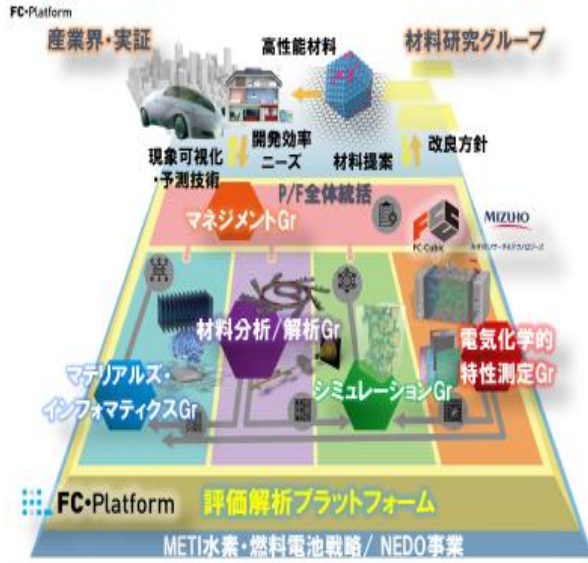 FC・Platform
産業界・実証
高性能材料
材料研究グループ
現象可視化
・予測技術
開発効率
ニーズ
材料提案
改良方針
P/F全体統括
マネジメントGr
FC-Cubic
MIZUHO
材料分析/解析Gr
電気化学的
特性測定Gr
マテリアルズ・
インフォマティクスGr
シミュレーションGr
FC・Platform
評価解析プラットフォーム
METI水素・燃料電池戦略/ NEDO事業